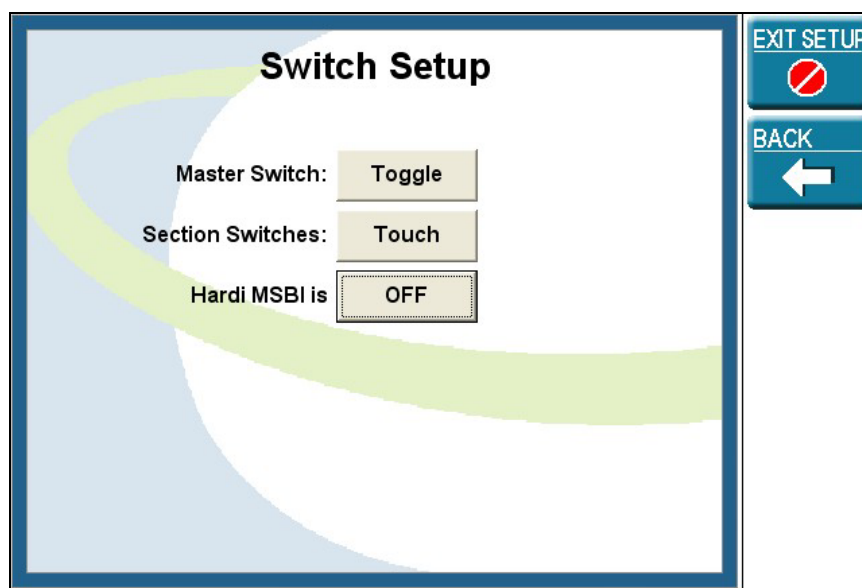 Switch Setup
Master Switch: Toggle
Section Switches: Touch
Hardi MSBI is OFF
EXIT SETUP
BACK